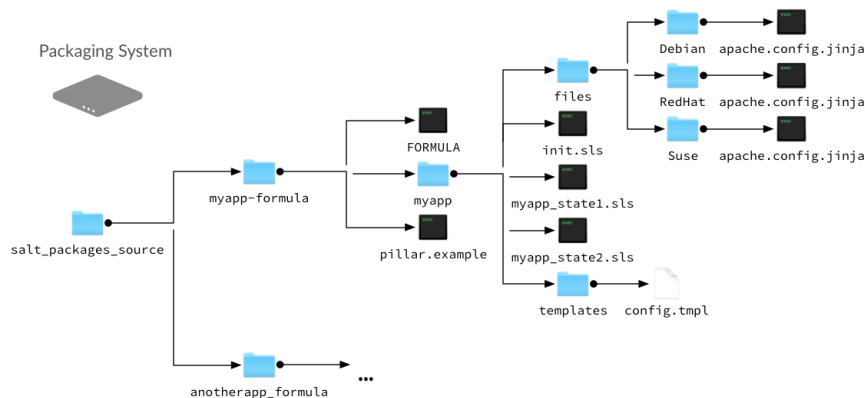 Packaging System
salt_packages_source
myapp-formula
anotherapp_formula
...
FORMULA
myapp
pillar.example
files
init.sls
myapp_state1.sls
myapp_state2.sls
templates
config.tmpl
Debian
apache.config.jinja
RedHat
apache.config.jinja
Suse
apache.config.jinja